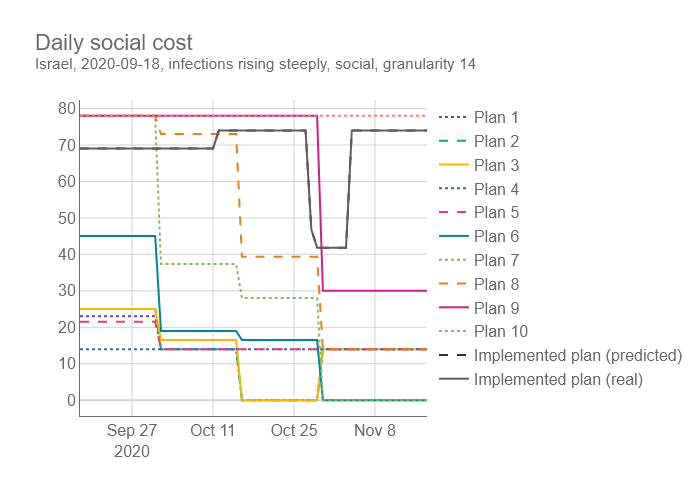 Daily social cost
Israel, 2020-09-18, infections rising steeply, social, granularity 14
80
70
60
50
40
30
20
10
0
Sep 27
2020
Oct 11
Oct 25
Nov 8
Plan 1
Plan 2
Plan 3
Plan 4
Plan 5
Plan 6
Plan 7
Plan 8
Plan 9
Plan 10
Implemented plan (predicted)
Implemented plan (real)